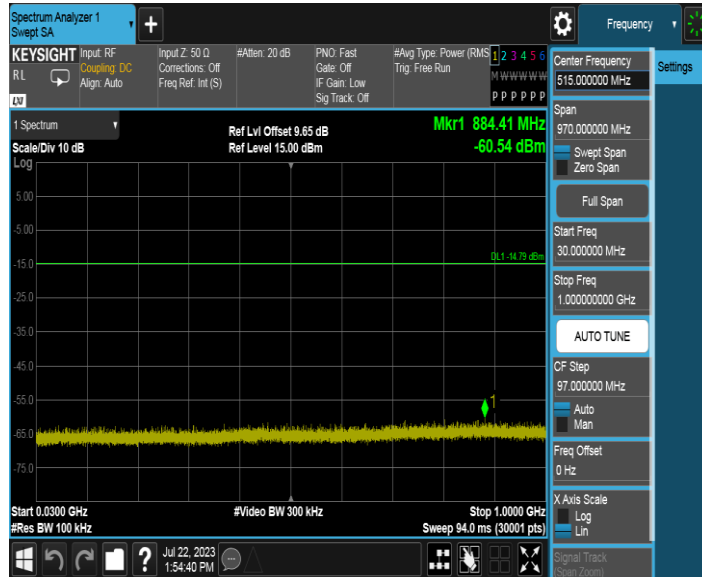 Spectrum Analyzer 1
Swept SA
+
Frequency
KEYSIGHT
RL
LXI
Input: RF
Coupling: DC
Align: Auto
Input Z: 50 Ω
Corrections: Off
Freq Ref: Int (S)
#Atten: 20 dB
PNO: Fast
Gate: Off
IF Gain: Low
Sig Track: Off
#Avg Type: Power (RMS
Trig: Free Run
1 2 3 4 5 6
M W W W W W
P P P P P P
Center Frequency
515.000000 MHz
Settings
Span
970.000000 MHz
Swept Span
Zero Span
Full Span
Start Freq
30.000000 MHz
Stop Freq
1.000000000 GHz
AUTO TUNE
CF Step
97.000000 MHz
Auto
Man
Freq Offset
0 Hz
X Axis Scale
Log
Lin
Signal Track
(Span Zoom)
1 Spectrum
Scale/Div 10 dB
Log
Ref Lvl Offset 9.65 dB
Ref Level 15.00 dBm
Mkr1 884.41 MHz
-60.54 dBm
5.00
-5.00
-15.0
DL1 -14.79 dBm
-25.0
-35.0
-45.0
-55.0
1
-65.0
-75.0
Start 0.0300 GHz
#Video BW 300 kHz
Stop 1.0000 GHz
#Res BW 100 kHz
Sweep 94.0 ms (30001 pts)
?
Jul 22, 2023
1:54:40 PM